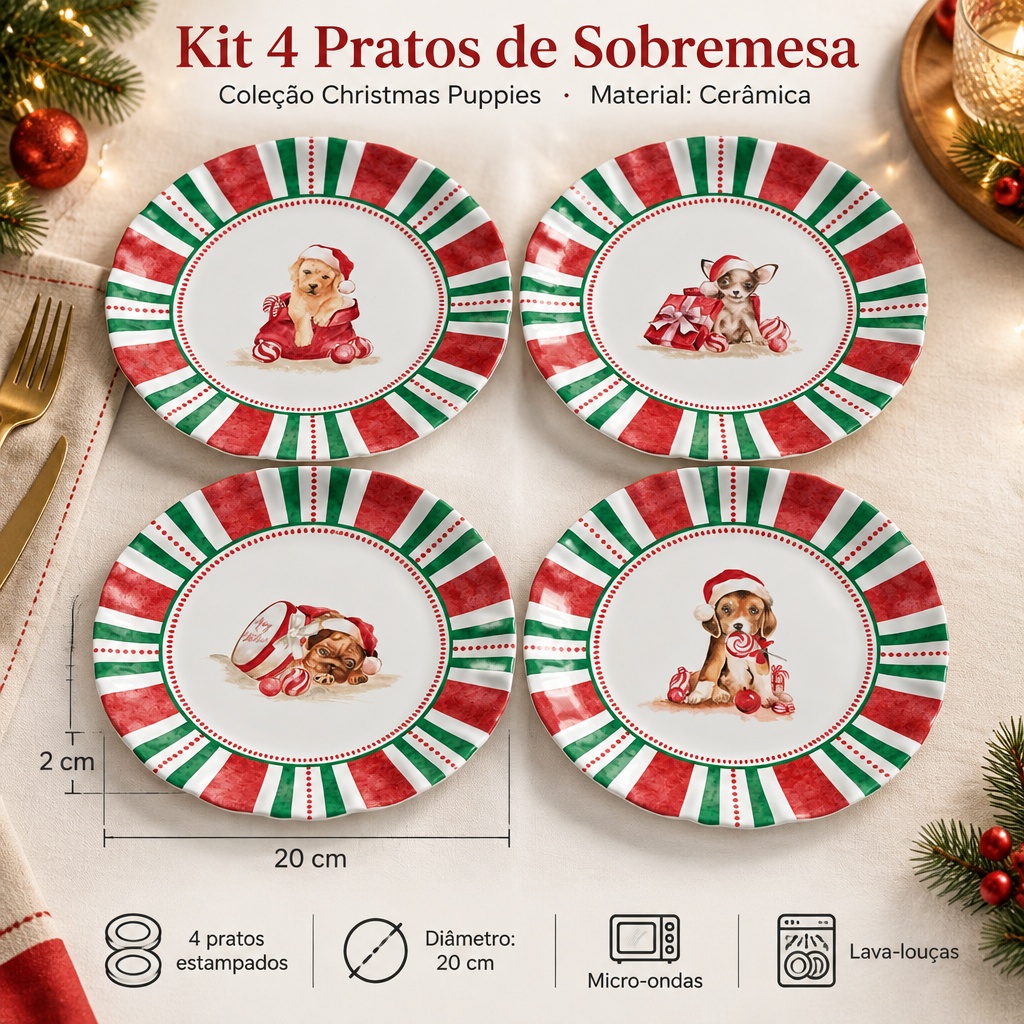 Kit 4 Pratos de Sobremesa
Coleção Christmas Puppies • Material: Cerâmica
2 cm
20 cm
4 pratos
estampados
Diâmetro:
20 cm
Micro-ondas
Lava-louças